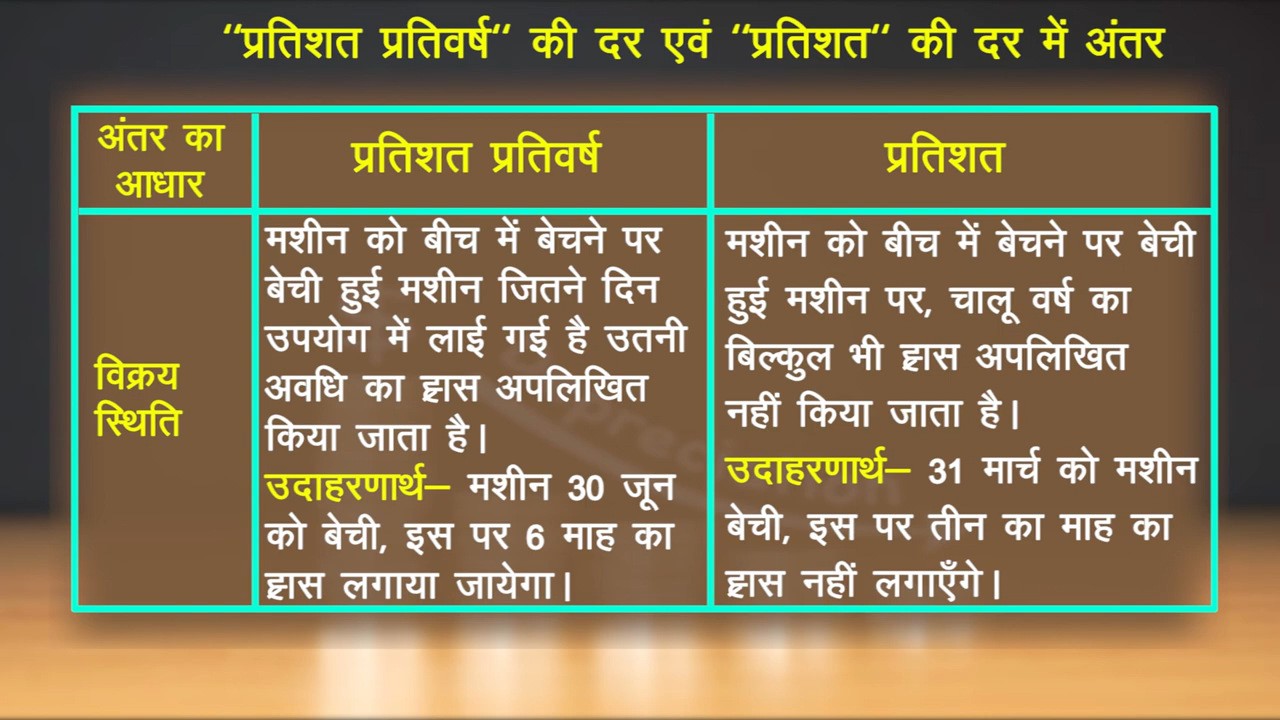 “प्रतिशत प्रतिवर्ष“ की दर एवं “प्रतिशत“ की दर में अंतर
अंतर का
आधार
प्रतिशत प्रतिवर्ष
प्रतिशत
विक्रय
स्थिति
मशीन को बीच में बेचने पर
बेची हुई मशीन जितने दिन
उपयोग में लाई गई है उतनी
अवधि का ह्रास अपलिखित
किया जाता है।
उदाहरणार्थ– मशीन 30 जून
को बेची, इस पर 6 माह का
ह्रास लगाया जायेगा।
मशीन को बीच में बेचने पर बेची
हुई मशीन पर, चालू वर्ष का
बिल्कुल भी ह्रास अपलिखित
नहीं किया जाता है।
उदाहरणार्थ– 31 मार्च को मशीन
बेची, इस पर तीन का माह का
ह्रास नहीं लगाएँगे।